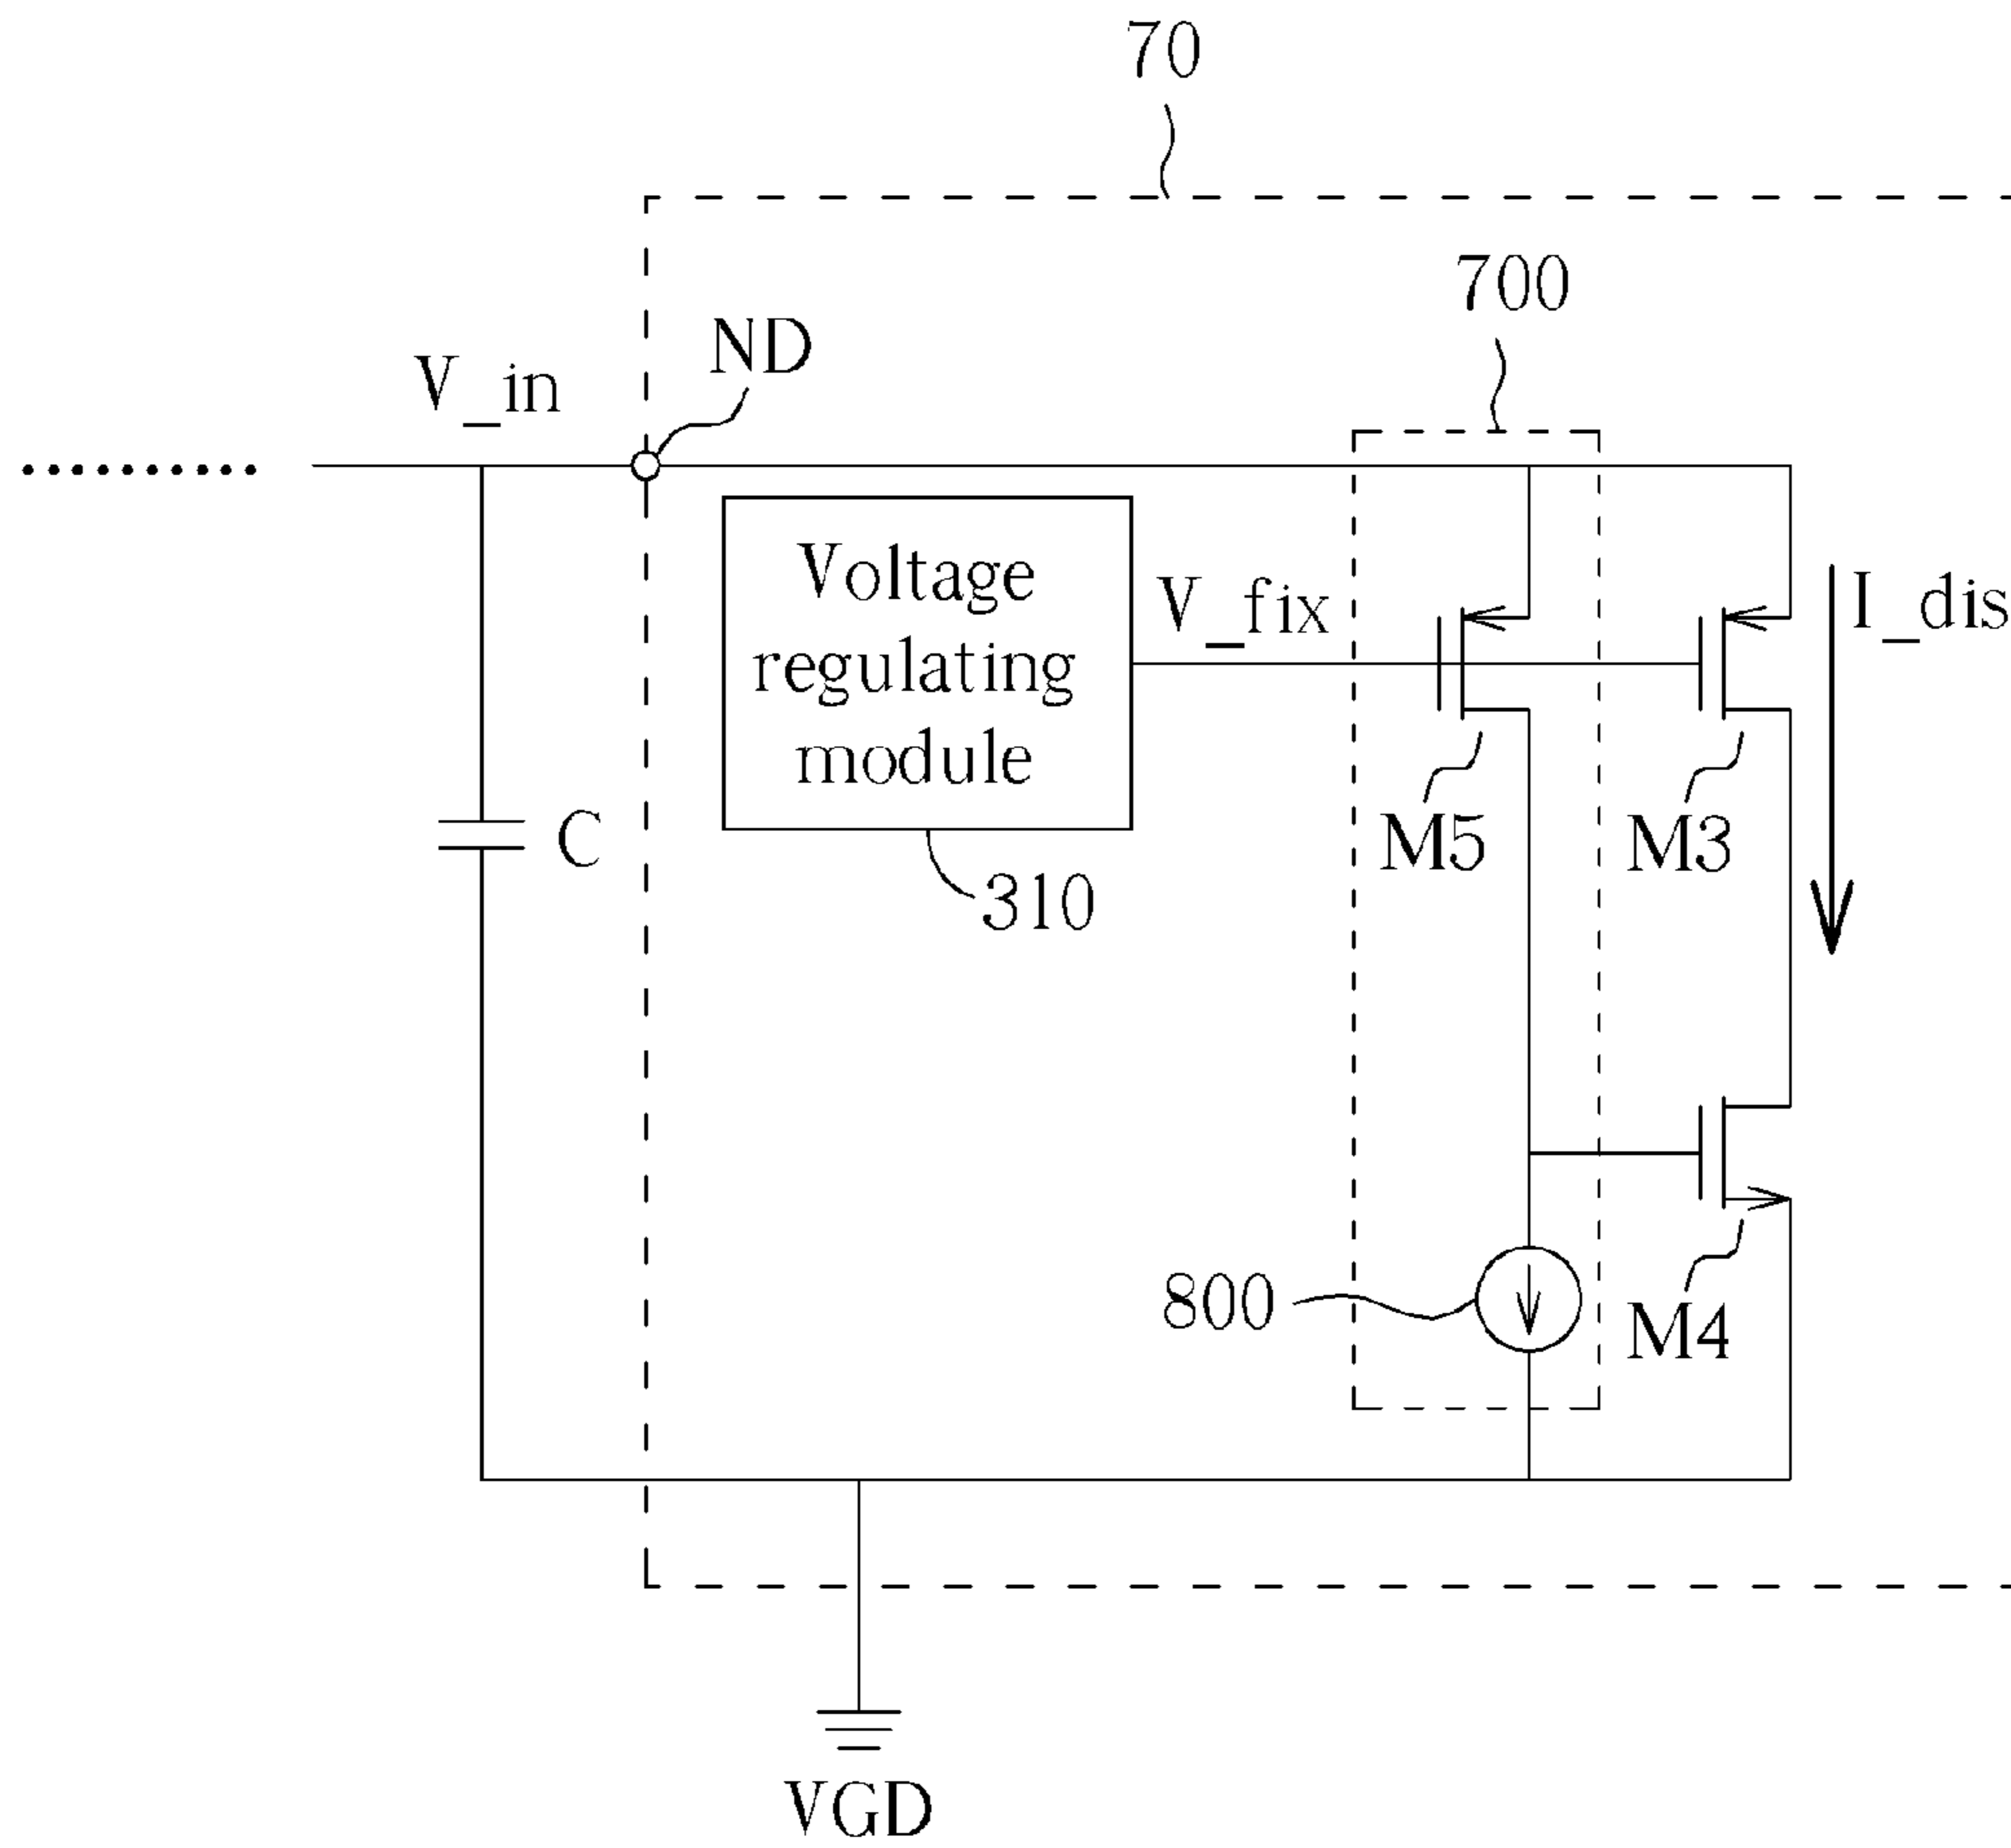 70
700
ND
V_in
Voltage
regulating
module
V_fix
I_dis
C
M5
M3
310
800
M4
VGD